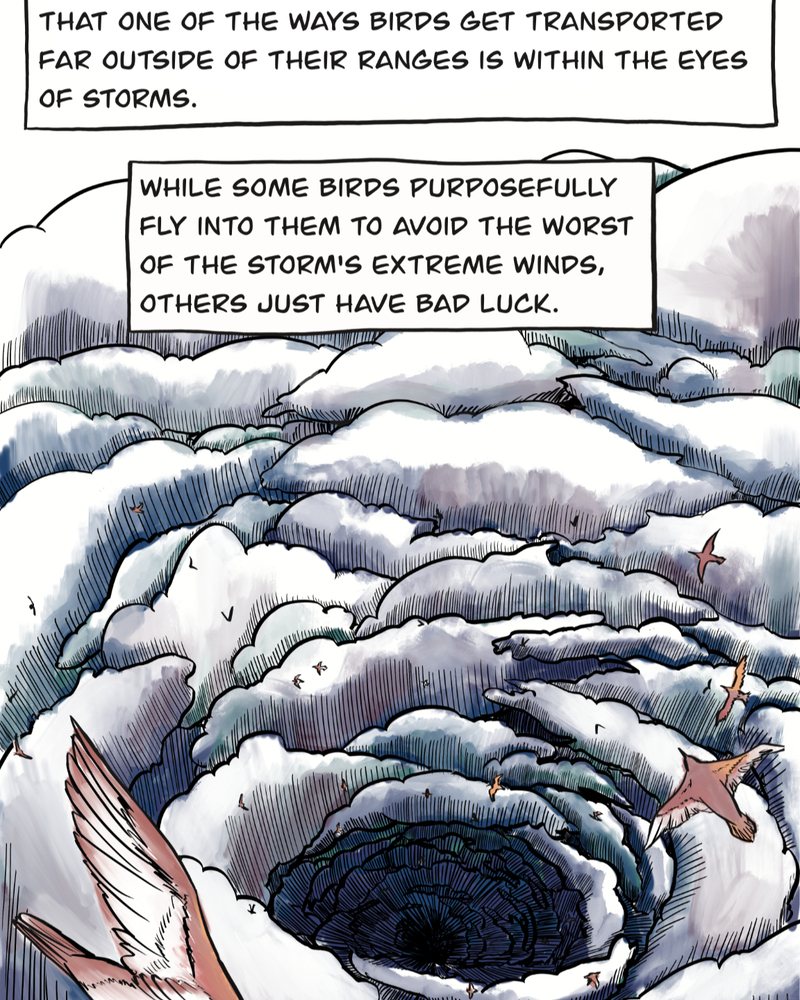 THAT ONE OF THE WAYS BIRDS GET TRANSPORTED
FAR OUTSIDE OF THEIR RANGES IS WITHIN THE EYES
OF STORMS.
WHILE SOME BIRDS PURPOSEFULLY
FLY INTO THEM TO AVOID THE WORST
OF THE STORM'S EXTREME WINDS,
OTHERS JUST HAVE BAD LUCK.